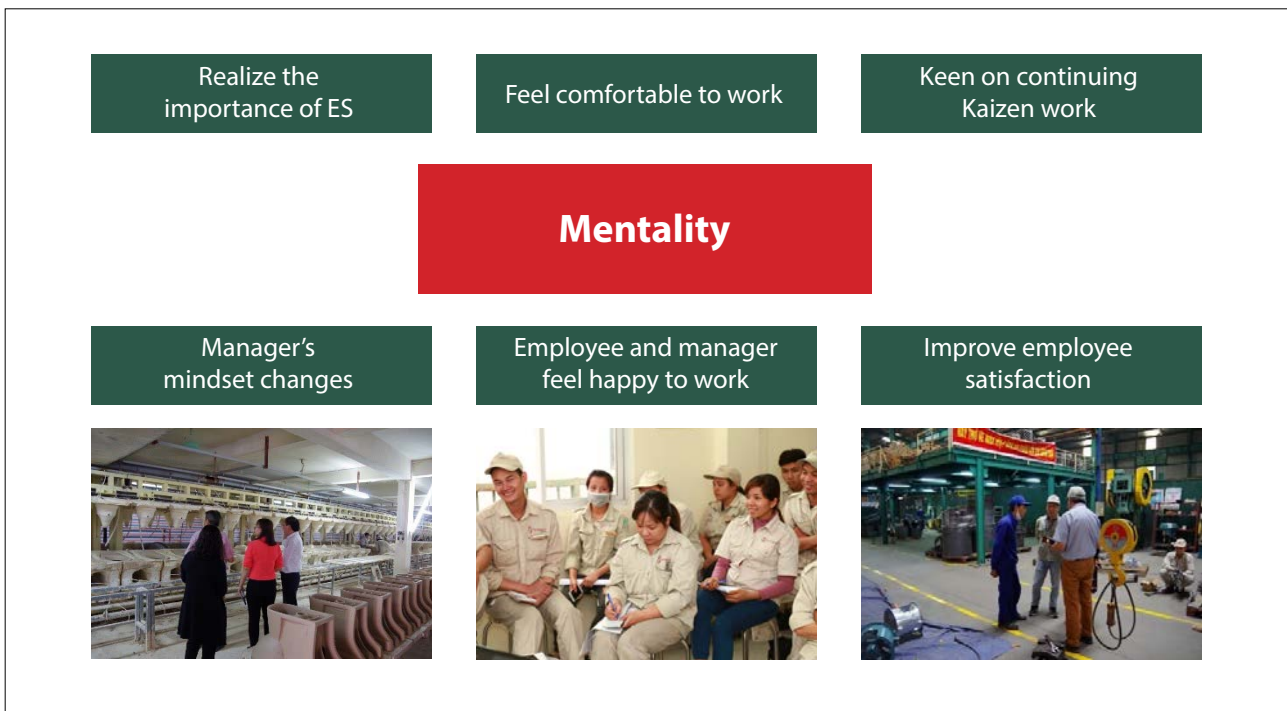 Realize the
importance of ES
Feel comfortable to work
Keen on continuing
Kaizen work
Mentality
Manager’s
mindset changes
Employee and manager
feel happy to work
Improve employee
satisfaction